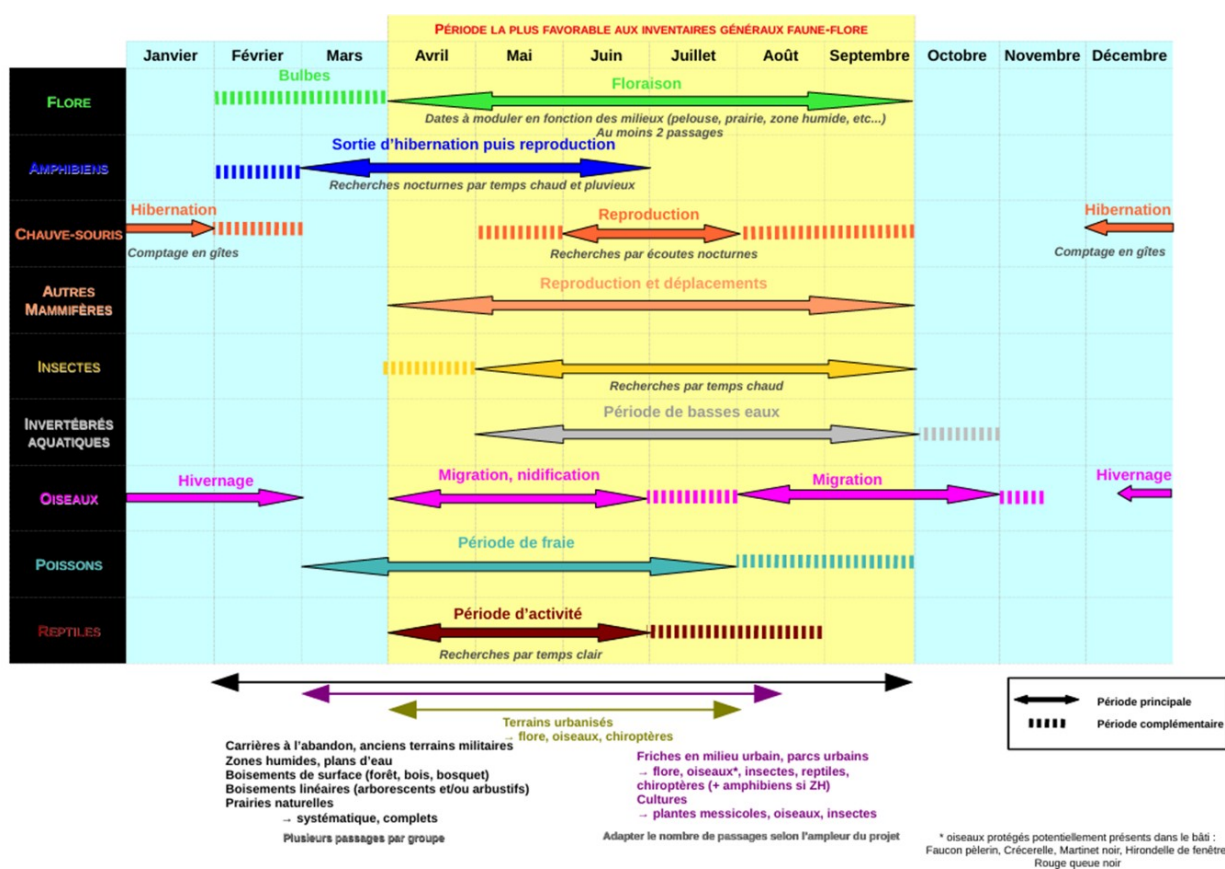 PÉRIODE LA PLUS FAVORABLE AUX INVENTAIRES GÉNÉRAUX FAUNE-FLORE
Janvier Février Mars Avril Mai Juin Juillet Août Septembre Octobre Novembre Décembre
FLORE
Bulbes
Floraison
Dates à moduler en fonction des milieux (pelouse, prairie, zone humide, etc...)
Au moins 2 passages
AMPHIBIENS
Sortie d'hibernation puis reproduction
Recherches nocturnes par temps chaud et pluvieux
CHAUVE-SOURIS
Hibernation
Comptage en gîtes
Reproduction
Recherches par écoutes nocturnes
Hibernation
Comptage en gîtes
AUTRES
MAMMIFÈRES
Reproduction et déplacements
INSECTES
Recherches par temps chaud
INVERTÉBRÉS
AQUATIQUES
Période de basses eaux
OISEAUX
Hivernage
Migration, nidification
Migration
Hivernage
POISSONS
Période de fraie
REPTILES
Période d'activité
Recherches par temps clair
Terrains urbanisés
→ flore, oiseaux, chiroptères
Carrières à l'abandon, anciens terrains militaires
Zones humides, plans d'eau
Boisements de surface (forêt, bois, bosquet)
Boisements linéaires (arborescents et/ou arbustifs)
Prairies naturelles
→ systématique, complets
Plusieurs passages par groupe
Friches en milieu urbain, parcs urbains
→ flore, oiseaux*, insectes, reptiles,
chiroptères (+ amphibiens si ZH)
Cultures
→ plantes messicoles, oiseaux, insectes
Adapter le nombre de passages selon l'ampleur du projet
Période principale
Période complémentaire
* oiseaux protégés potentiellement présents dans le bâti :
Faucon pèlerin, Crécerelle, Martinet noir, Hirondelle de fenêtre
Rouge queue noir